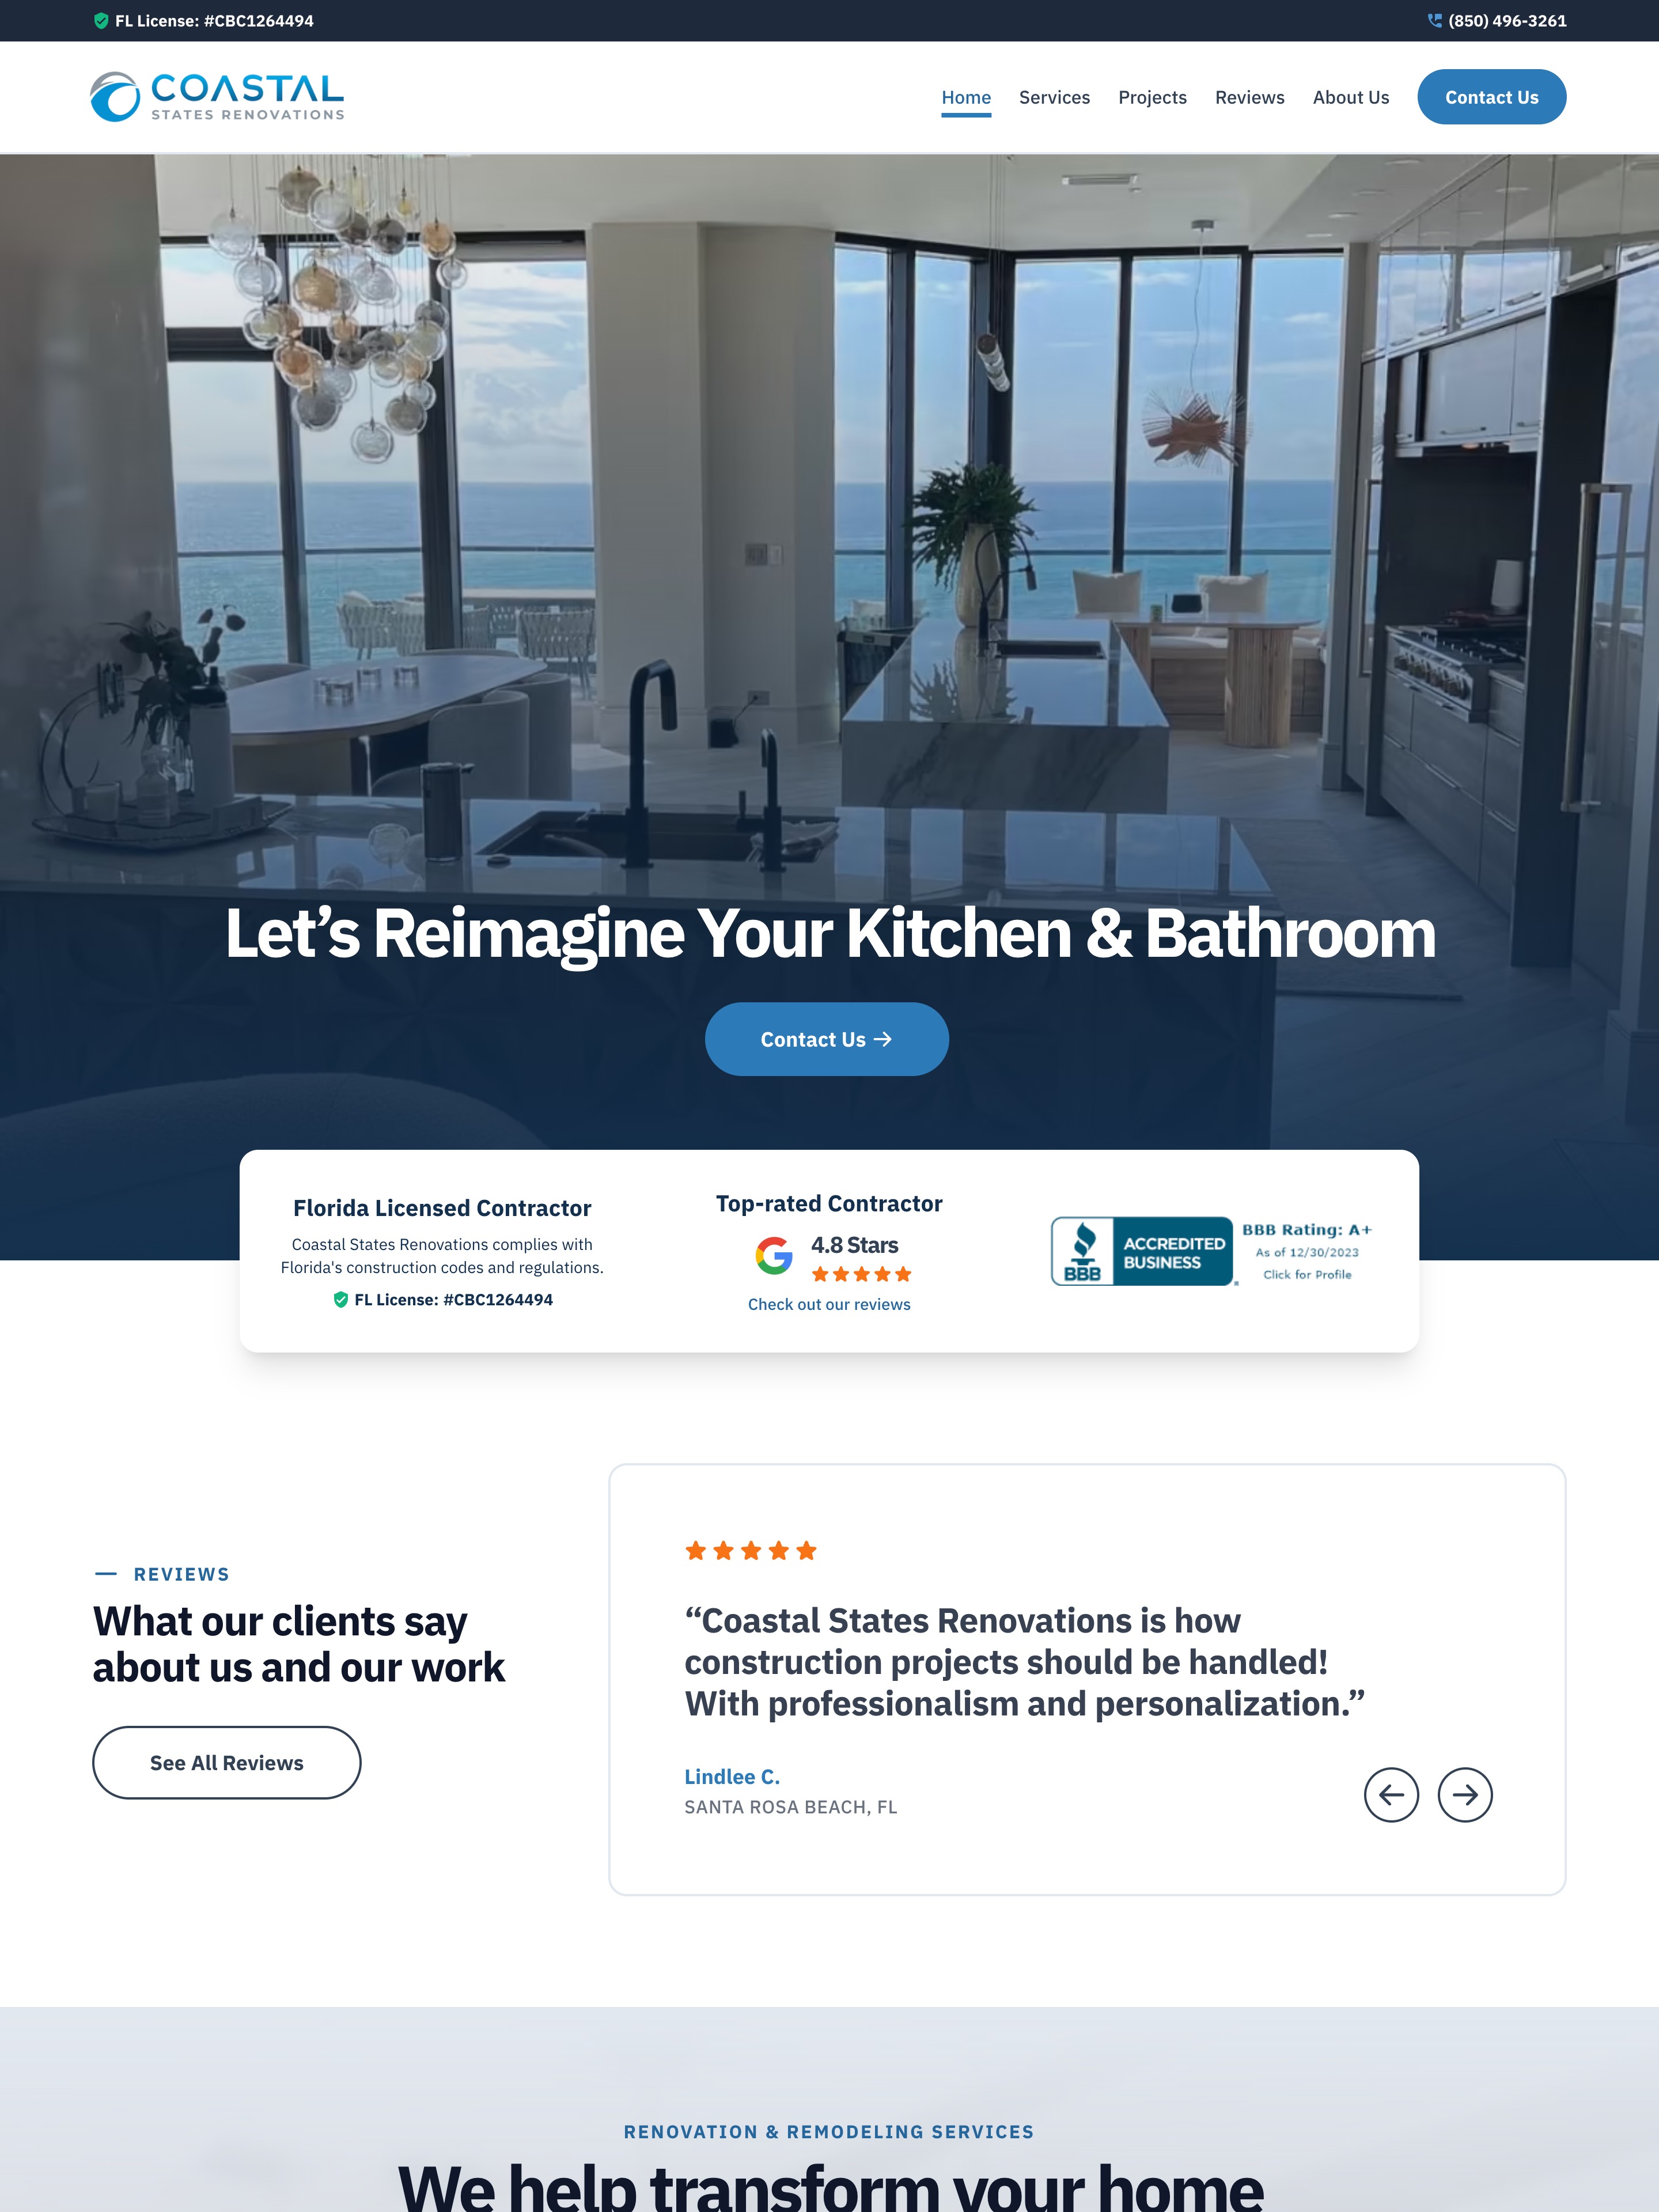 FL License: #CBC1264494
(850) 496-3261
COASTAL
STATES RENOVATIONS
Home
Services
Projects
Reviews
About Us
Contact Us
Let’s Reimagine Your Kitchen & Bathroom
Contact Us →
Florida Licensed Contractor
Coastal States Renovations complies with
Florida's construction codes and regulations.
FL License: #CBC1264494
Top-rated Contractor
4.8 Stars
Check out our reviews
BBB
ACCREDITED
BUSINESS
BBB Rating: A+
As of 12/30/2023
Click for Profile
REVIEWS
What our clients say
about us and our work
See All Reviews
“Coastal States Renovations is how
construction projects should be handled!
With professionalism and personalization.”
Lindlee C.
SANTA ROSA BEACH, FL
RENOVATION & REMODELING SERVICES
We help transform your home